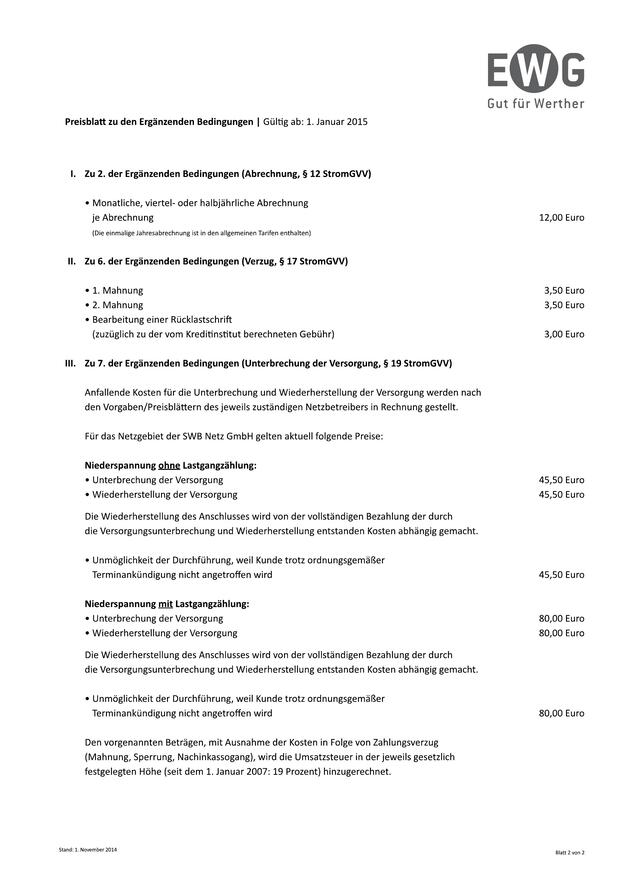 EWG
Gut für Werther
Preisblatt zu den Ergänzenden Bedingungen | Gültig ab: 1. Januar 2015
I. Zu 2. der Ergänzenden Bedingungen (Abrechnung, § 12 StromGVV)
• Monatliche, viertel- oder halbjährliche Abrechnung
je Abrechnung 12,00 Euro
(Die einmalige Jahresabrechnung ist in den allgemeinen Tarifen enthalten)
II. Zu 6. der Ergänzenden Bedingungen (Verzug, § 17 StromGVV)
• 1. Mahnung 3,50 Euro
• 2. Mahnung 3,50 Euro
• Bearbeitung einer Rücklastschrift
(zuzüglich zu der vom Kreditinstitut berechneten Gebühr) 3,00 Euro
III. Zu 7. der Ergänzenden Bedingungen (Unterbrechung der Versorgung, § 19 StromGVV)
Anfallende Kosten für die Unterbrechung und Wiederherstellung der Versorgung werden nach
den Vorgaben/Preisblättern des jeweils zuständigen Netzbetreibers in Rechnung gestellt.
Für das Netzgebiet der SWB Netz GmbH gelten aktuell folgende Preise:
Niederspannung ohne Lastgangzählung:
• Unterbrechung der Versorgung 45,50 Euro
• Wiederherstellung der Versorgung 45,50 Euro
Die Wiederherstellung des Anschlusses wird von der vollständigen Bezahlung der durch
die Versorgungsunterbrechung und Wiederherstellung entstanden Kosten abhängig gemacht.
• Unmöglichkeit der Durchführung, weil Kunde trotz ordnungsgemäßer
Terminankündigung nicht angetroffen wird 45,50 Euro
Niederspannung mit Lastgangzählung:
• Unterbrechung der Versorgung 80,00 Euro
• Wiederherstellung der Versorgung 80,00 Euro
Die Wiederherstellung des Anschlusses wird von der vollständigen Bezahlung der durch
die Versorgungsunterbrechung und Wiederherstellung entstanden Kosten abhängig gemacht.
• Unmöglichkeit der Durchführung, weil Kunde trotz ordnungsgemäßer
Terminankündigung nicht angetroffen wird 80,00 Euro
Den vorgenannten Beträgen, mit Ausnahme der Kosten in Folge von Zahlungsverzug
(Mahnung, Sperrung, Nachinkassogang), wird die Umsatzsteuer in der jeweils gesetzlich
festgelegten Höhe (seit dem 1. Januar 2007: 19 Prozent) hinzugerechnet.
Stand: 1. November 2014
Blatt 2 von 2